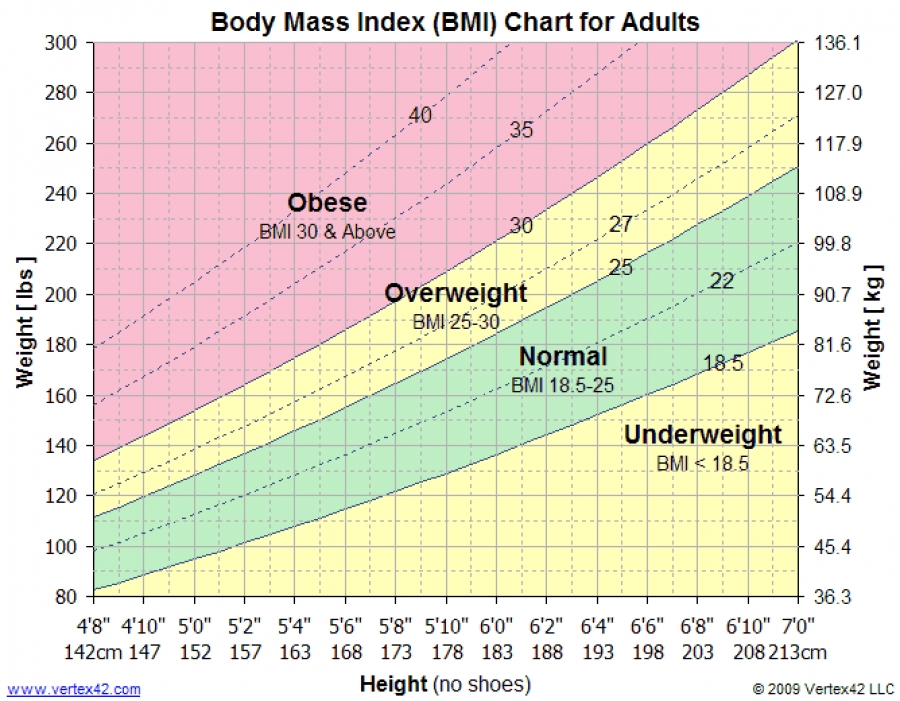 Body Mass Index (BMI) Chart for Adults
300 136.1
280 127.0
40
35
260 117.9
240 108.9
Obese
BMI 30 & Above
30
27
220 99.8
25
22
Overweight
200 90.7
BMI 25-30
180 81.6
Normal
18.5
BMI 18.5-25
160 72.6
Underweight
140 63.5
BMI < 18.5
120 54.4
100 45.4
80 36.3
Weight [ lbs ]
Weight [ kg ]
4'8" 4'10" 5'0" 5'2" 5'4" 5'6" 5'8" 5'10" 6'0" 6'2" 6'4" 6'6" 6'8" 6'10" 7'0"
142cm 147 152 157 163 168 173 178 183 188 193 198 203 208 213cm
Height (no shoes)
www.vertex42.com
© 2009 Vertex42 LLC